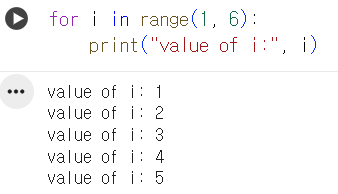 for i in range(1, 6):
    print("value of i:", i)
value of i: 1
value of i: 2
value of i: 3
value of i: 4
value of i: 5